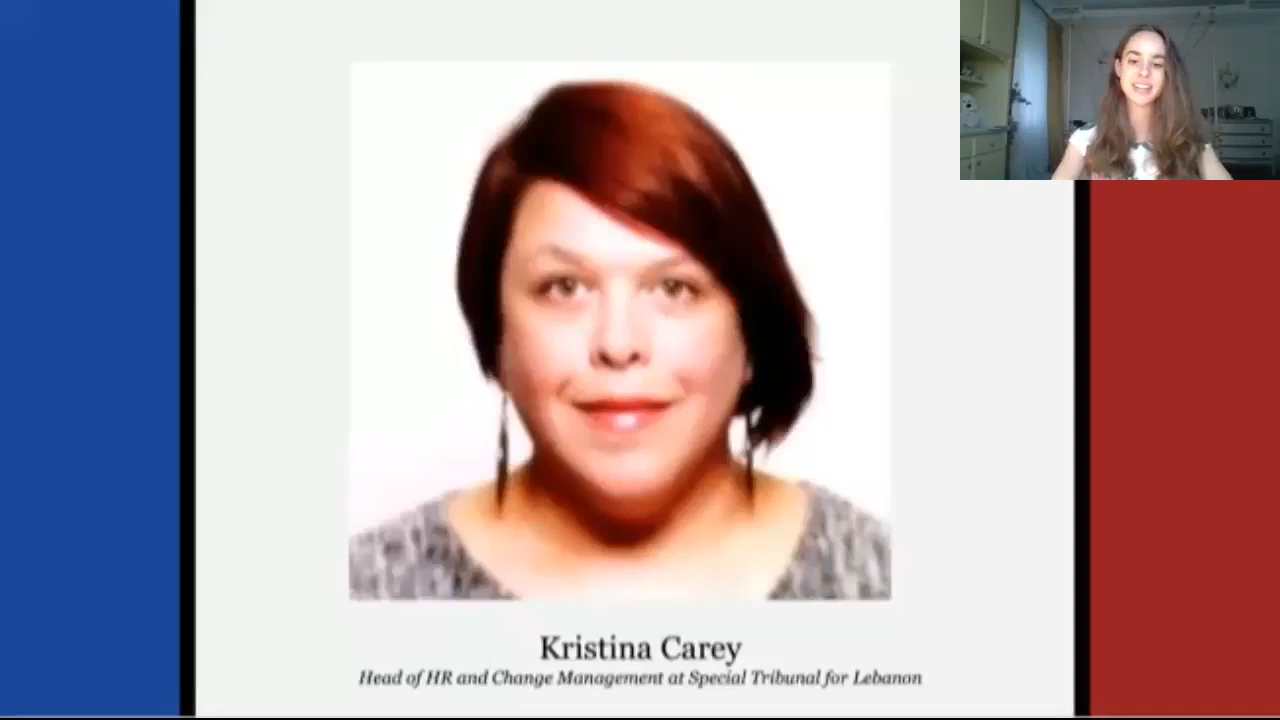 Kristina Carey
Head of HR and Change Management at Special Tribunal for Lebanon